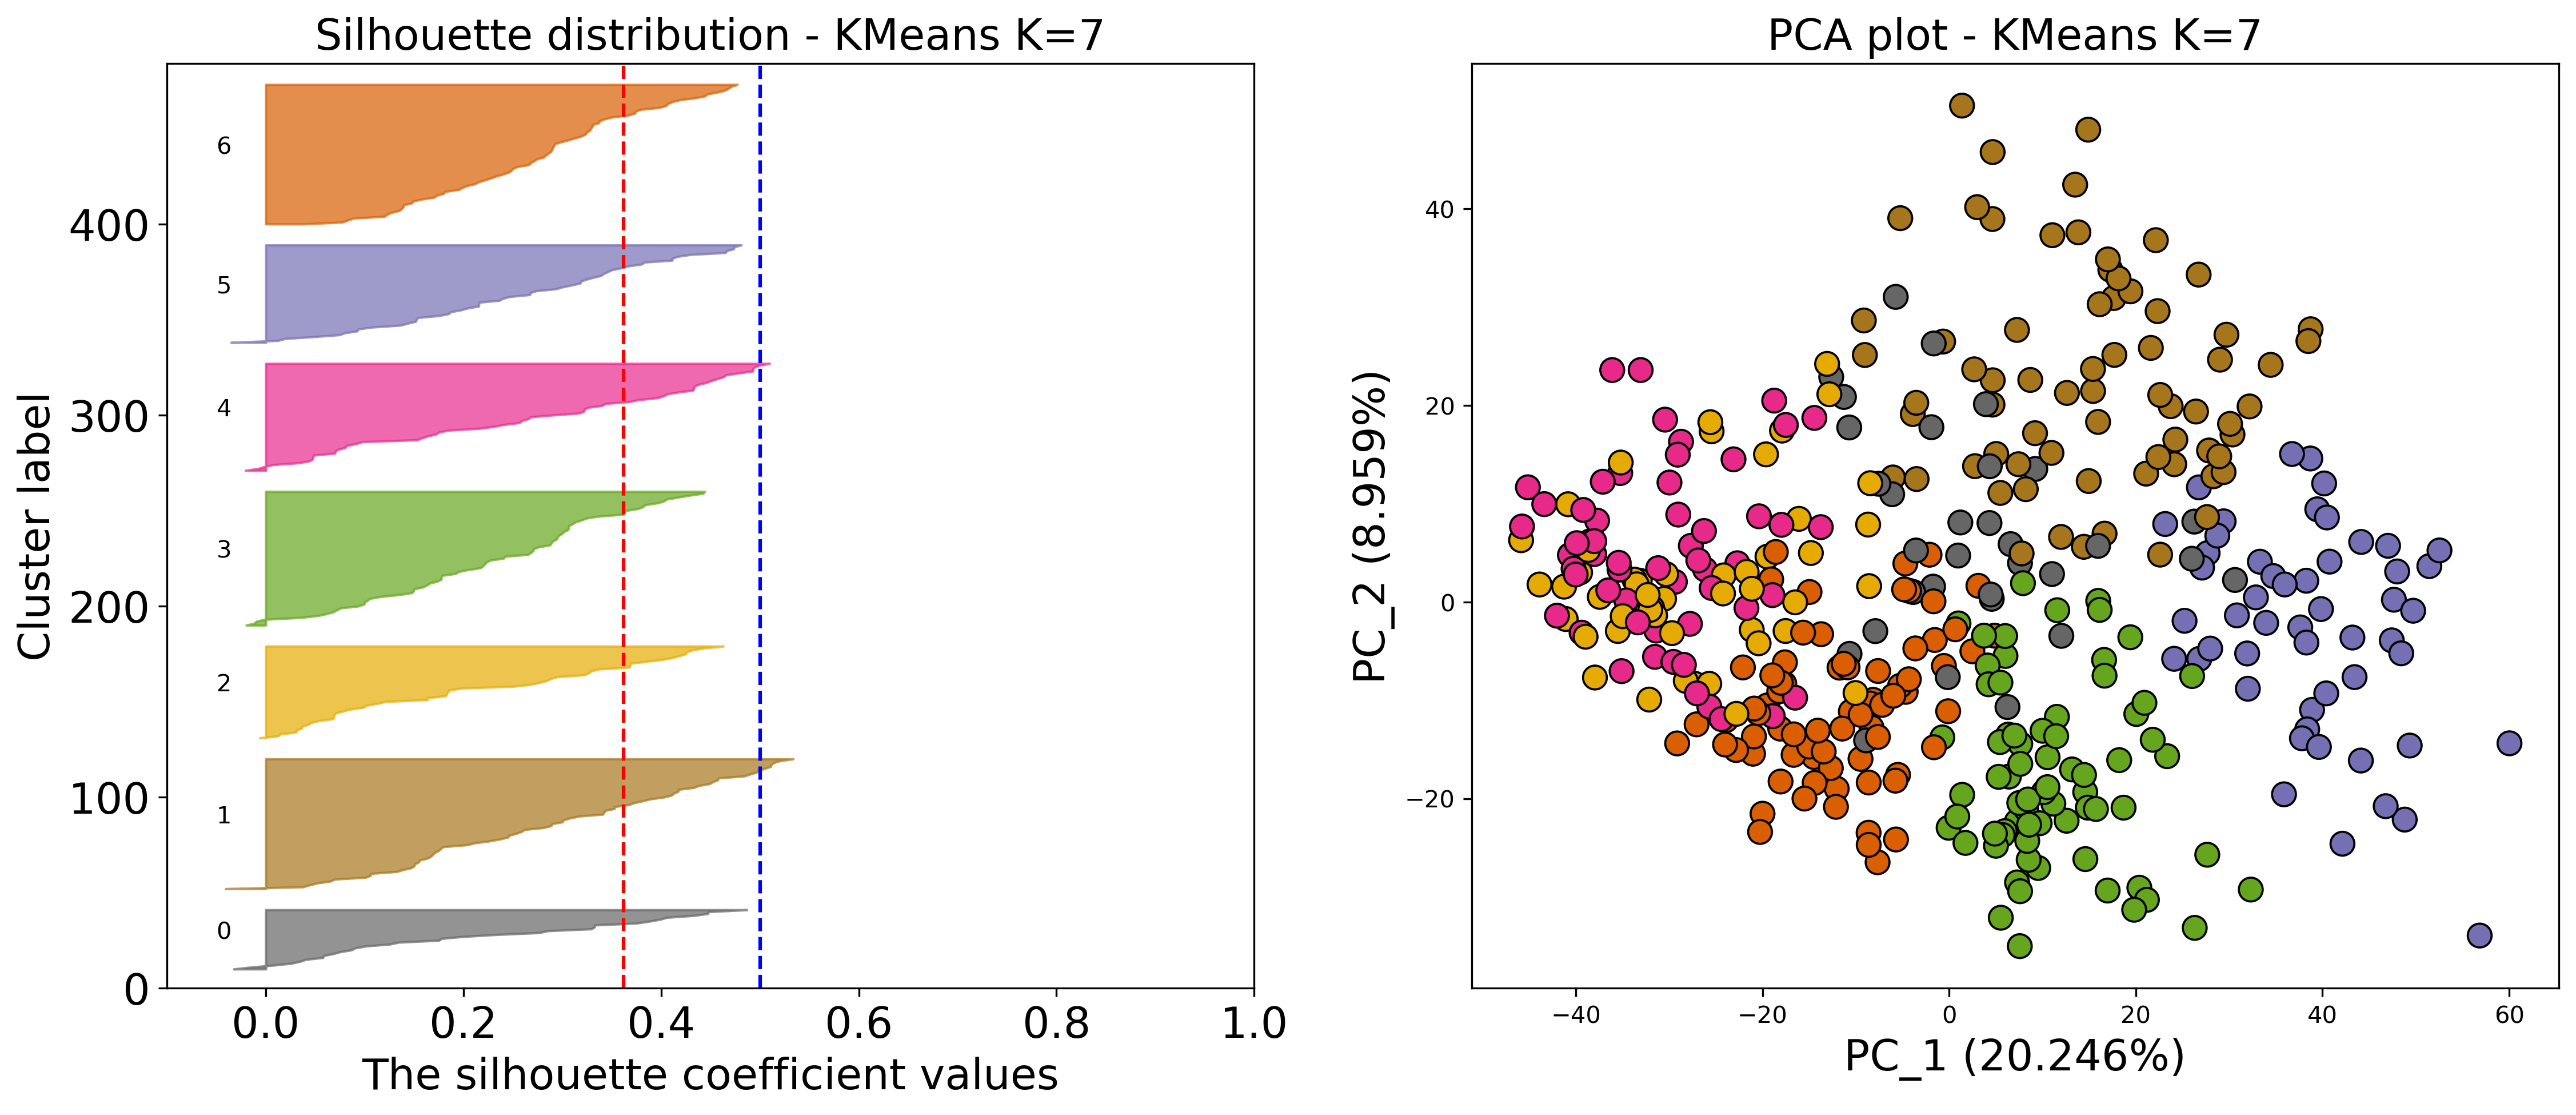 Silhouette distribution - KMeans K=7
Cluster label
400
300
200
100
0
6
5
4
3
2
1
0
0.0 0.2 0.4 0.6 0.8 1.0
The silhouette coefficient values
PCA plot - KMeans K=7
PC_2 (8.959%)
40
20
0
−20
−40 −20 0 20 40 60
PC_1 (20.246%)